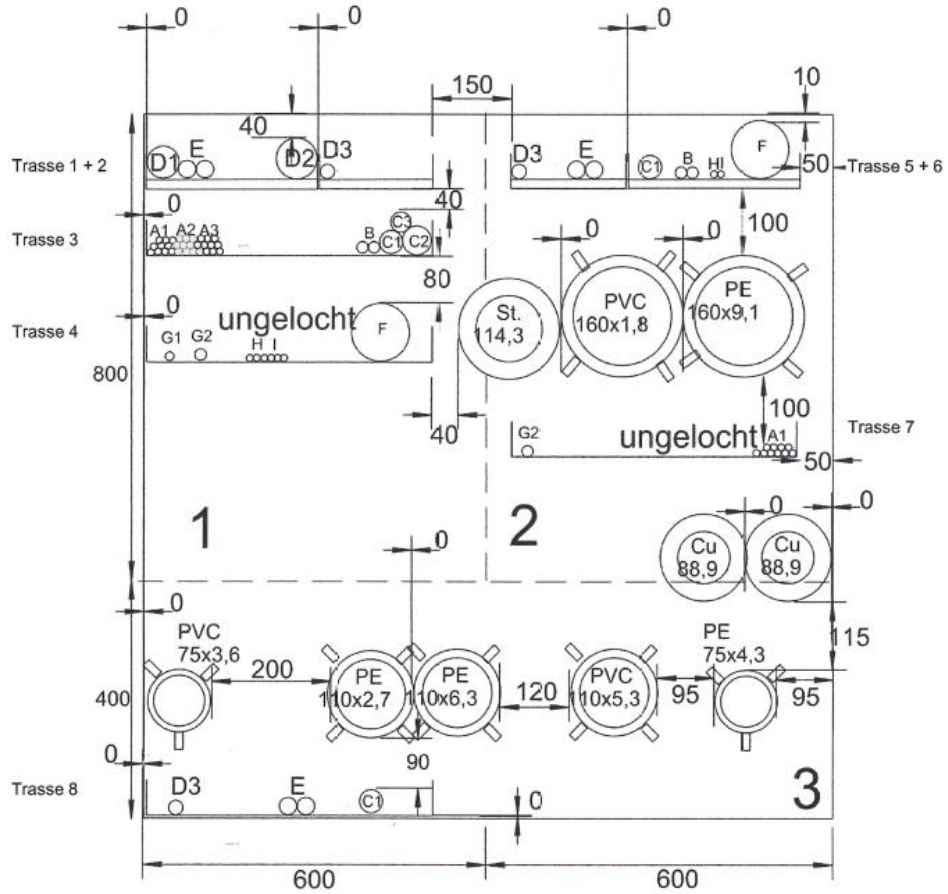 0 0 0
150 10
40
Trasse 1 + 2 D1 E D2 D3 D3 E C1 B HI F 50 Trasse 5 + 6
0 40 100
Trasse 3 A1 A2 A3 B C1 C3 C2 0 0
80
0 PVC PE
ungelocht F St. 160x1,8 160x9,1
Trasse 4 G1 G2 H I 114,3
800
40 100
G2 ungelocht A1 Trasse 7
50
1 2 0 0
0 Cu Cu
88,9 88,9
0
PVC PE 115
75x3,6 75x4,3
200 PE PE PVC
400 110x2,7 110x6,3 120 110x5,3 95 95
0 90
Trasse 8 D3 E C1 0 3
600 600